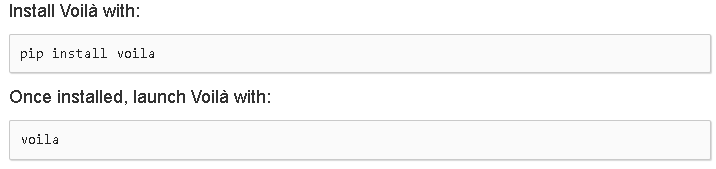 Install Voilà with:
pip install voila
Once installed, launch Voilà with:
voila